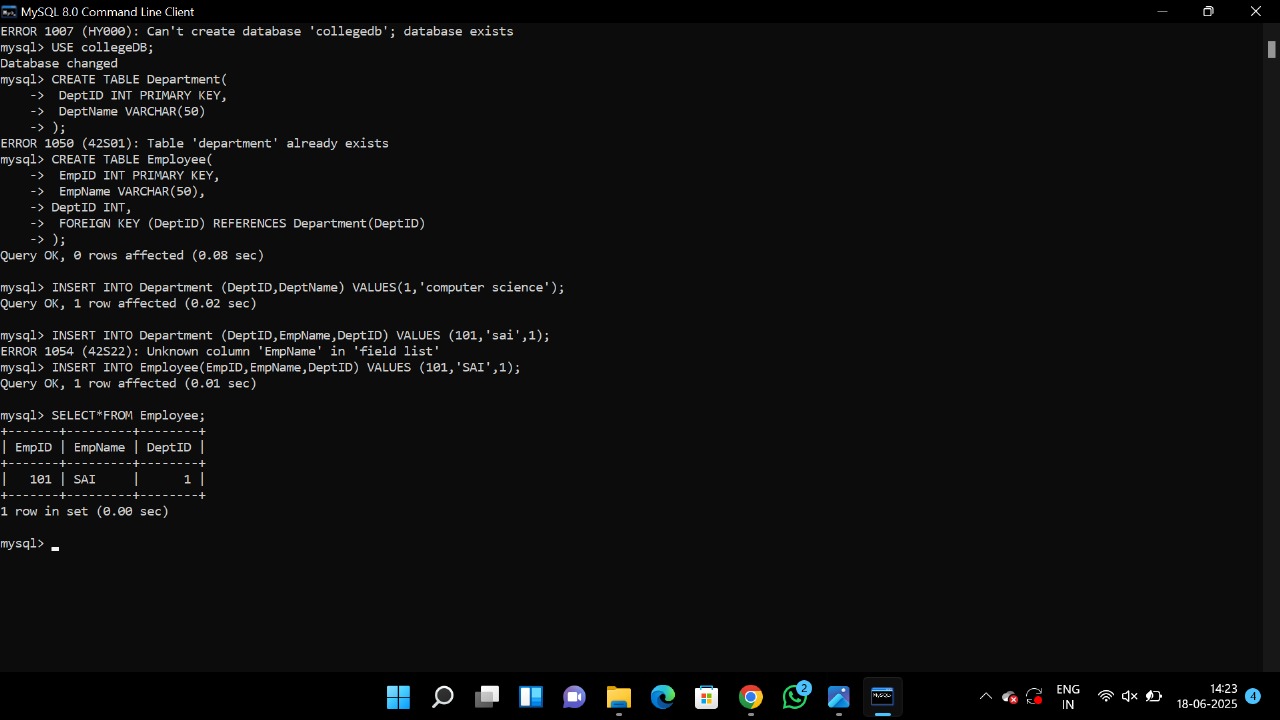 MySQL 8.0 Command Line Client
ERROR 1007 (HY000): Can't create database 'collegedb'; database exists
mysql> USE collegeDB;
Database changed
mysql> CREATE TABLE Department(
    ->  DeptID INT PRIMARY KEY,
    ->  DeptName VARCHAR(50)
    -> );
ERROR 1050 (42S01): Table 'department' already exists
mysql> CREATE TABLE Employee(
    ->  EmpID INT PRIMARY KEY,
    ->  EmpName VARCHAR(50),
    -> DeptID INT,
    ->  FOREIGN KEY (DeptID) REFERENCES Department(DeptID)
    -> );
Query OK, 0 rows affected (0.08 sec)
mysql> INSERT INTO Department (DeptID,DeptName) VALUES(1,'computer science');
Query OK, 1 row affected (0.02 sec)
mysql> INSERT INTO Department (DeptID,EmpName,DeptID) VALUES (101,'sai',1);
ERROR 1054 (42S22): Unknown column 'EmpName' in 'field list'
mysql> INSERT INTO Employee(EmpID,EmpName,DeptID) VALUES (101,'SAI',1);
Query OK, 1 row affected (0.01 sec)
mysql> SELECT*FROM Employee;
+-------+---------+--------+
| EmpID | EmpName | DeptID |
+-------+---------+--------+
|   101 | SAI     |      1 |
+-------+---------+--------+
1 row in set (0.00 sec)
mysql>
2
MySQL
ENG
IN
14:23
18-06-2025
4